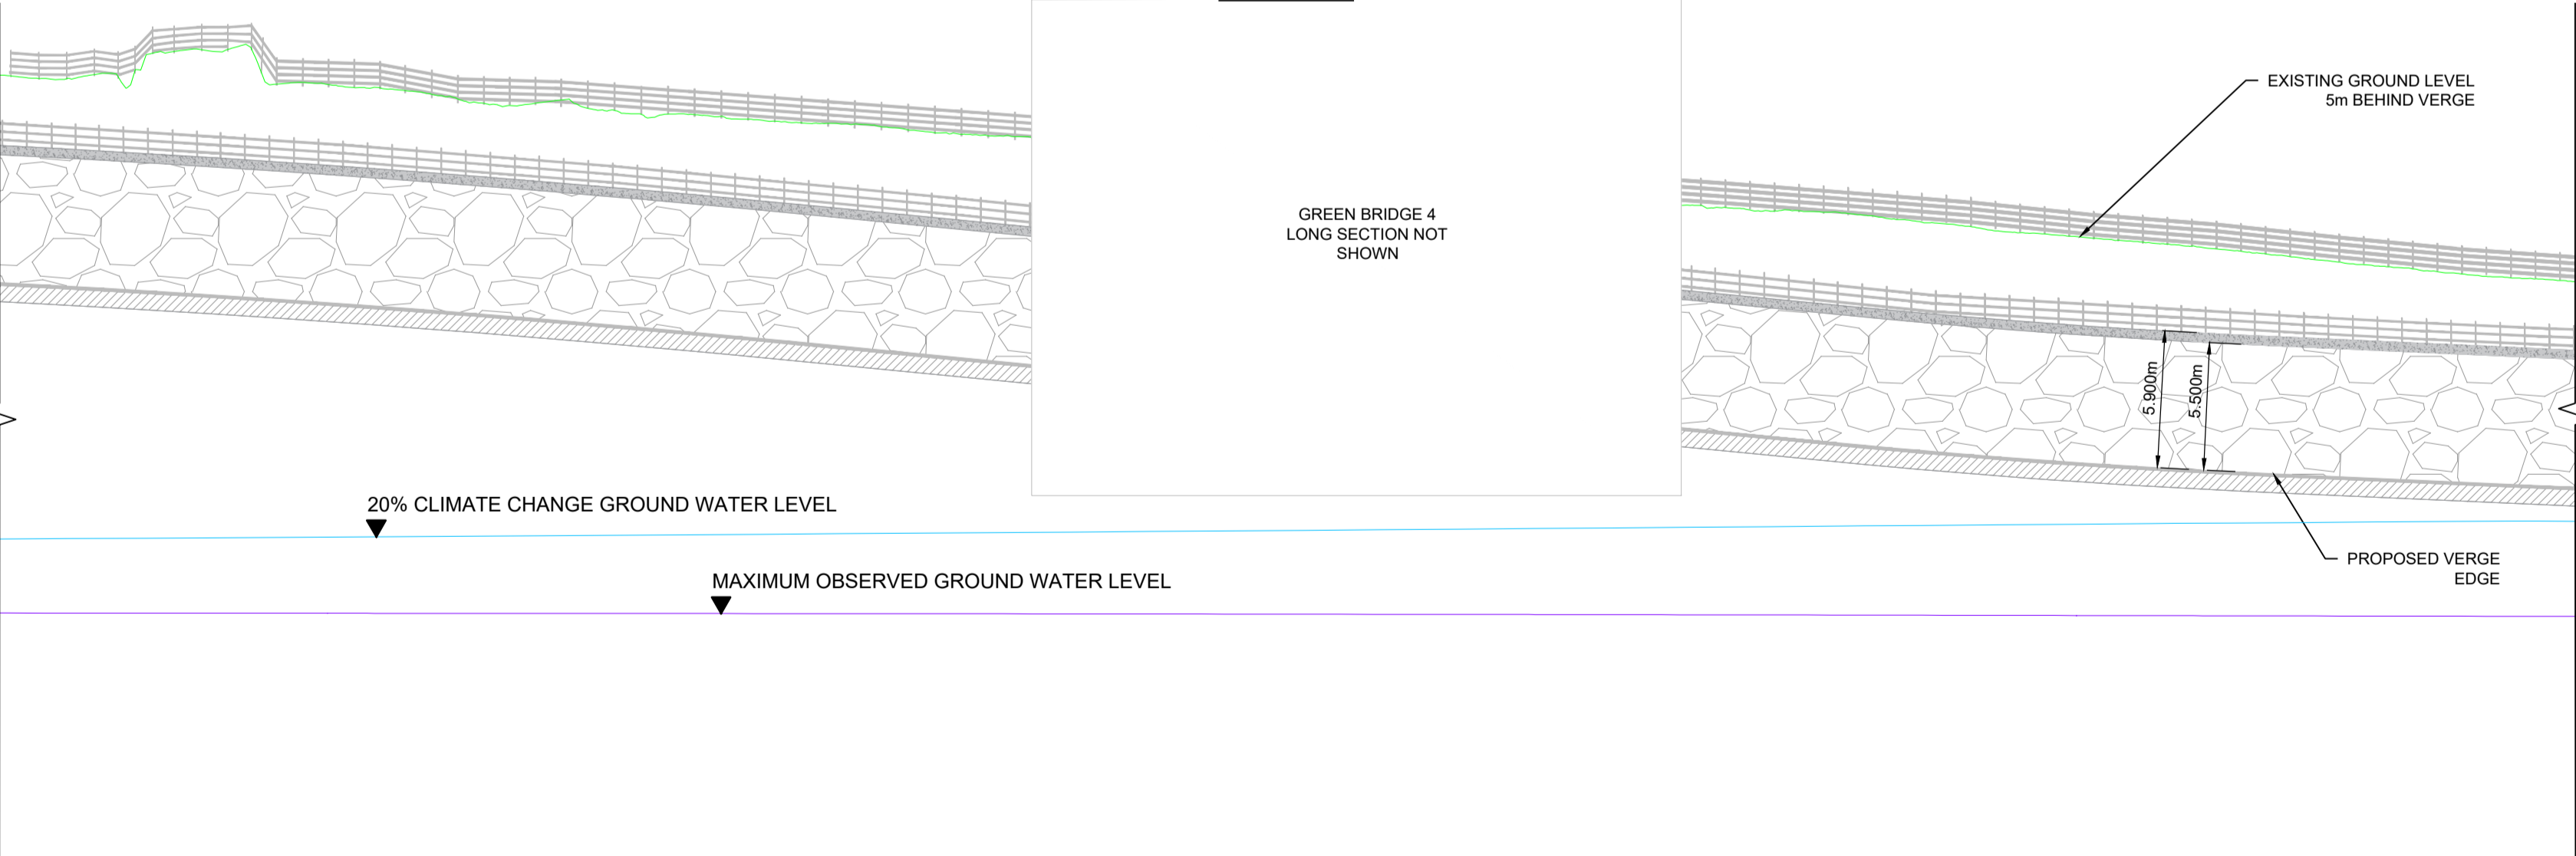 EXISTING GROUND LEVEL
5m BEHIND VERGE
GREEN BRIDGE 4
LONG SECTION NOT
SHOWN
5.900m
5.500m
20% CLIMATE CHANGE GROUND WATER LEVEL
PROPOSED VERGE
EDGE
MAXIMUM OBSERVED GROUND WATER LEVEL